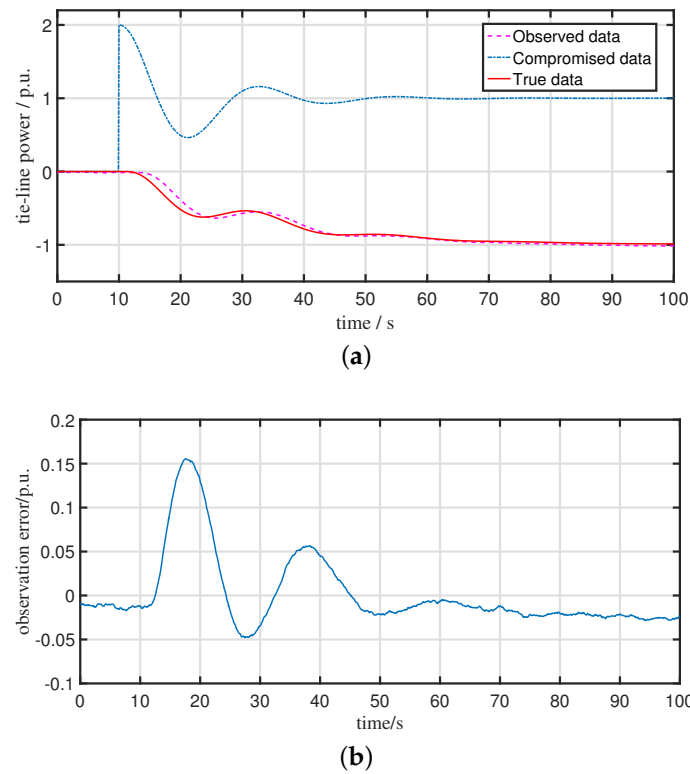 2
1
0
-1
tie-line power / p.u.
Observed data
Compromised data
True data
0 10 20 30 40 50 60 70 80 90 100
time / s
(a)
0.2
0.15
0.1
0.05
0
-0.05
-0.1
observation error/p.u.
0 10 20 30 40 50 60 70 80 90 100
time/s
(b)